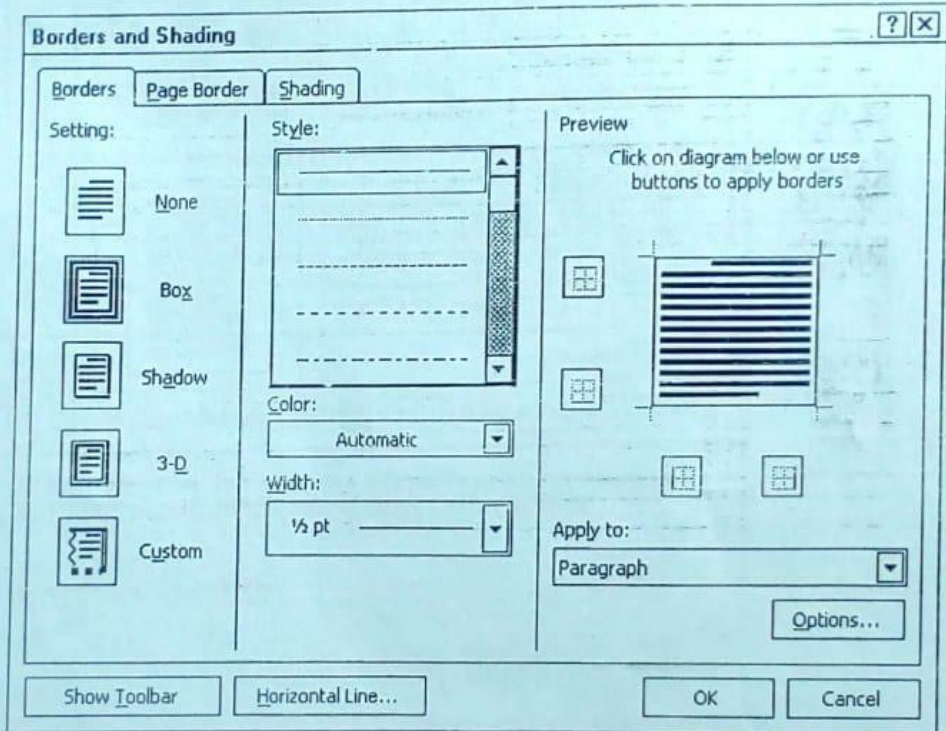 Borders and Shading
Borders
Page Border
Shading
Setting:
None
Box
Shadow
3-D
Custom
Style:
Color:
Automatic
Width:
½ pt
Preview
Click on diagram below or use
buttons to apply borders
Apply to:
Paragraph
Options...
Show Toolbar
Horizontal Line...
OK
Cancel